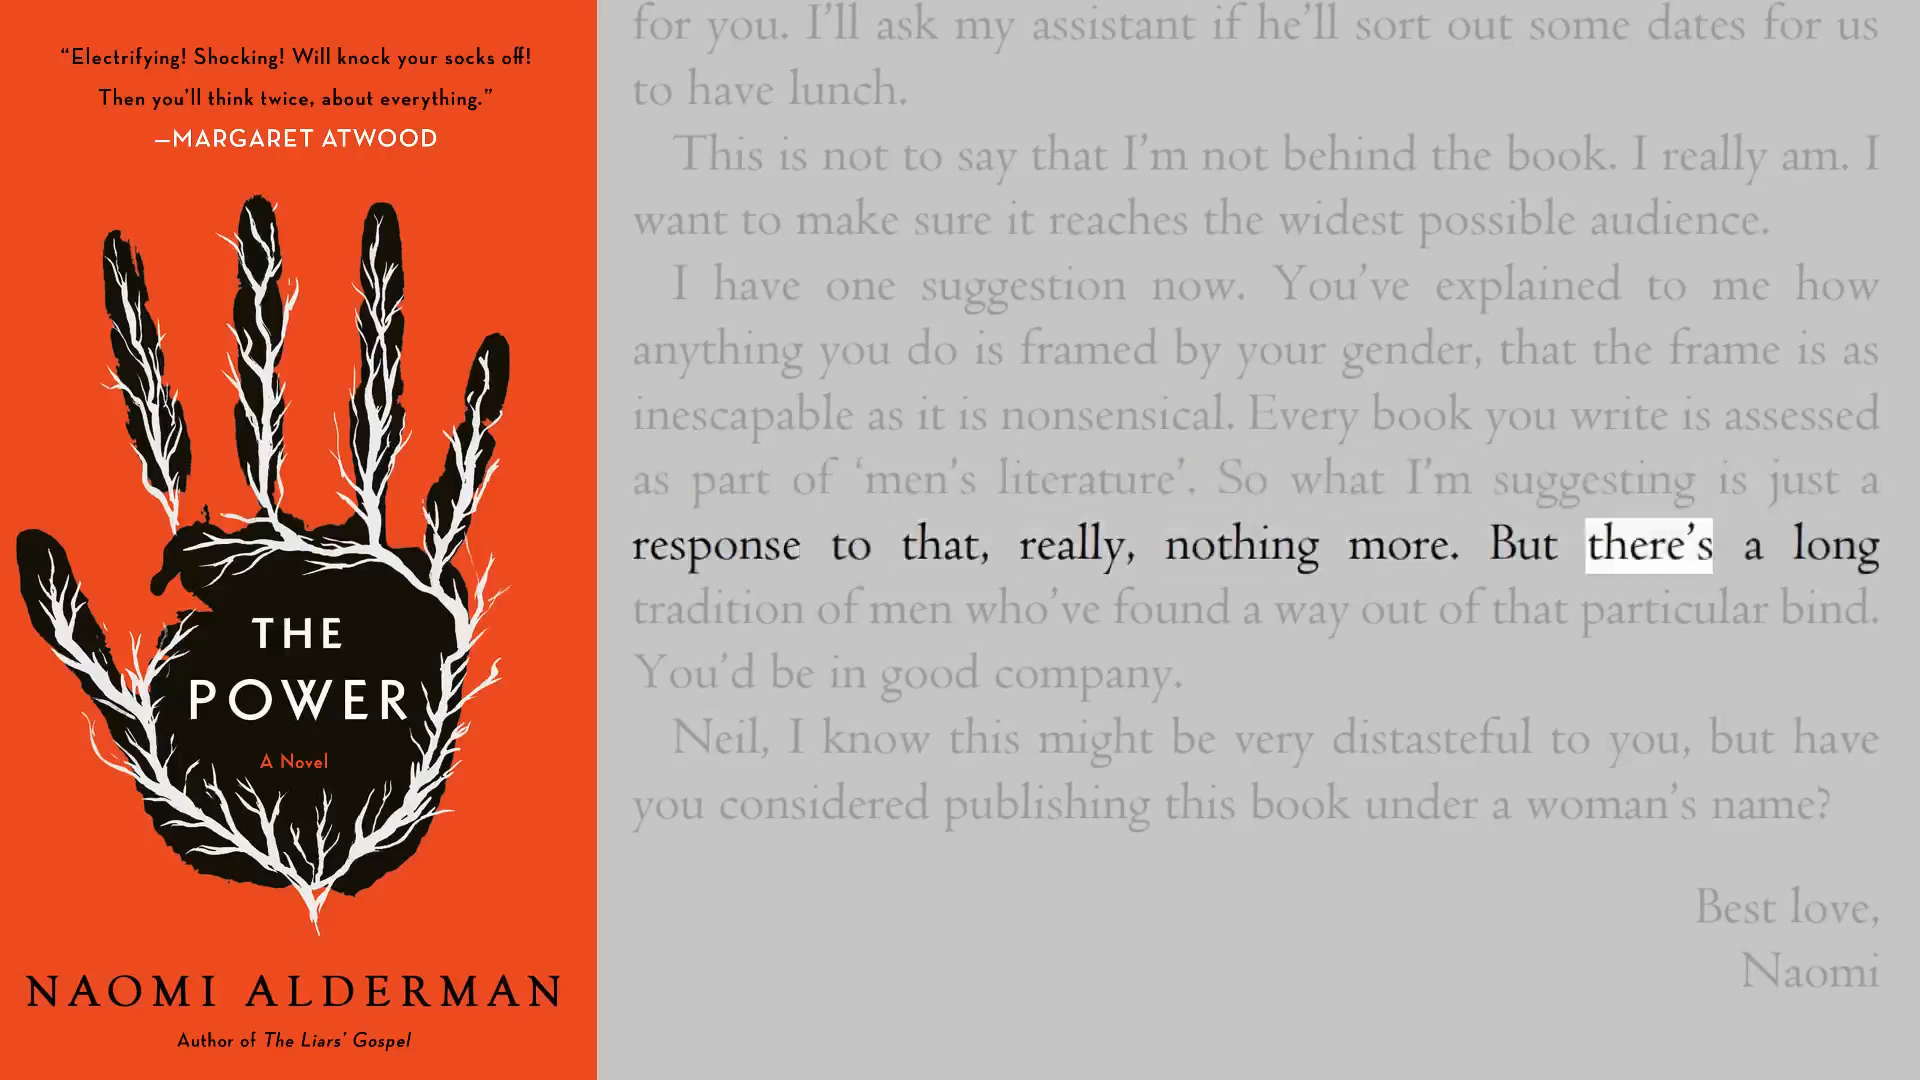 “Electrifying! Shocking! Will knock your socks off!
Then you’ll think twice, about everything.”
—MARGARET ATWOOD
THE
POWER
A Novel
NAOMI ALDERMAN
Author of The Liars’ Gospel
for you. I’ll ask my assistant if he’ll sort out some dates for us
to have lunch.
This is not to say that I’m not behind the book. I really am. I
want to make sure it reaches the widest possible audience.
I have one suggestion now. You’ve explained to me how
anything you do is framed by your gender, that the frame is as
inescapable as it is nonsensical. Every book you write is assessed
as part of ‘men’s literature’. So what I’m suggesting is just a
response to that, really, nothing more. But there’s a long
tradition of men who’ve found a way out of that particular bind.
You’d be in good company.
Neil, I know this might be very distasteful to you, but have
you considered publishing this book under a woman’s name?
Best love,
Naomi